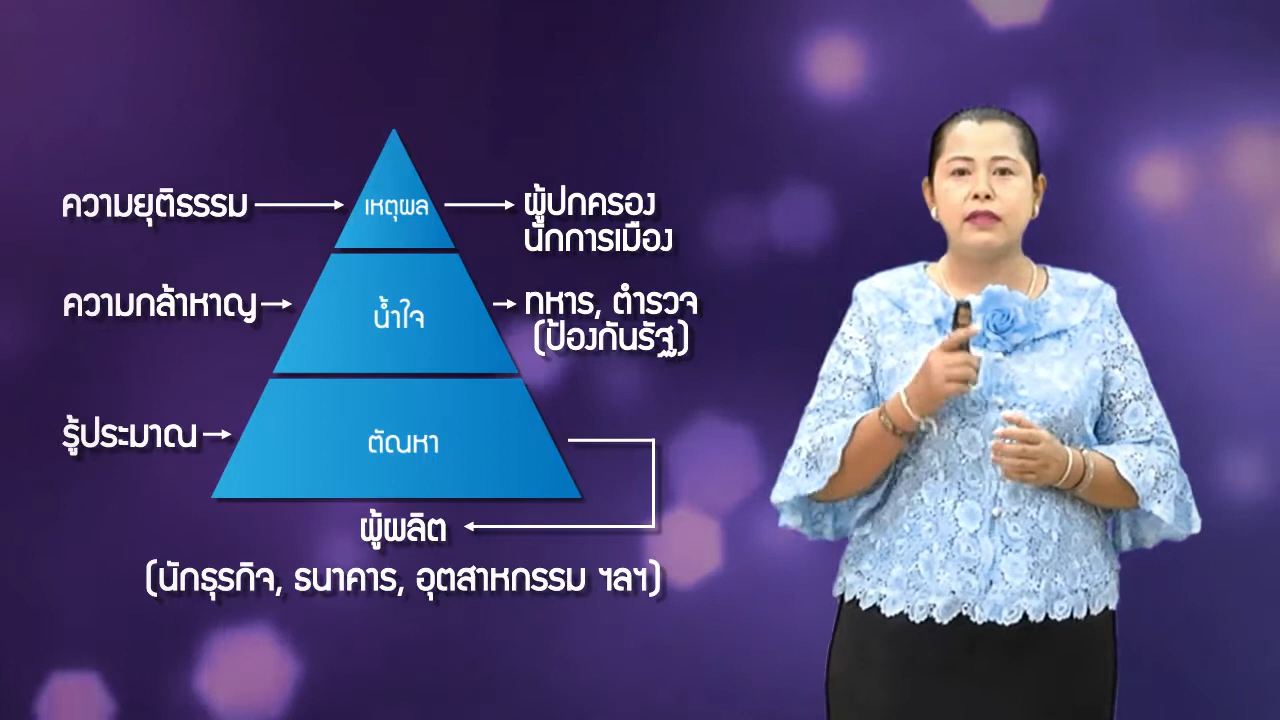 ความยุติธรรม
เหตุผล
ผู้ปกครอง
นักการเมือง
ความกล้าหาญ
น้ำใจ
ทหาร, ตำรวจ
(ป้องกันรัฐ)
รู้ประมาณ
ตัณหา
ผู้ผลิต
(นักธุรกิจ, ธนาคาร, อุตสาหกรรม ฯลฯ)